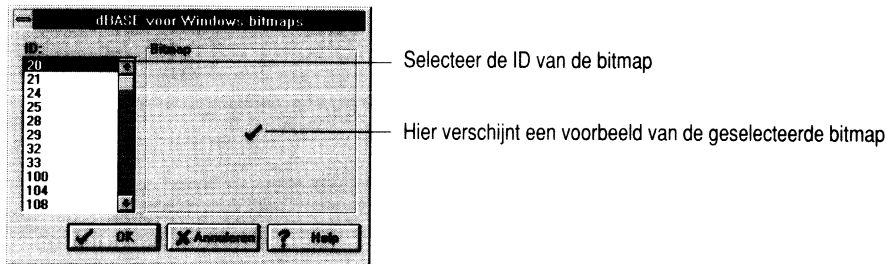 dBASE voor Windows bitmaps
ID:
Bitmap
20
21
24
25
28
29
32
33
100
104
108
OK
Annuleren
? Help
Selecteer de ID van de bitmap
Hier verschijnt een voorbeeld van de geselecteerde bitmap